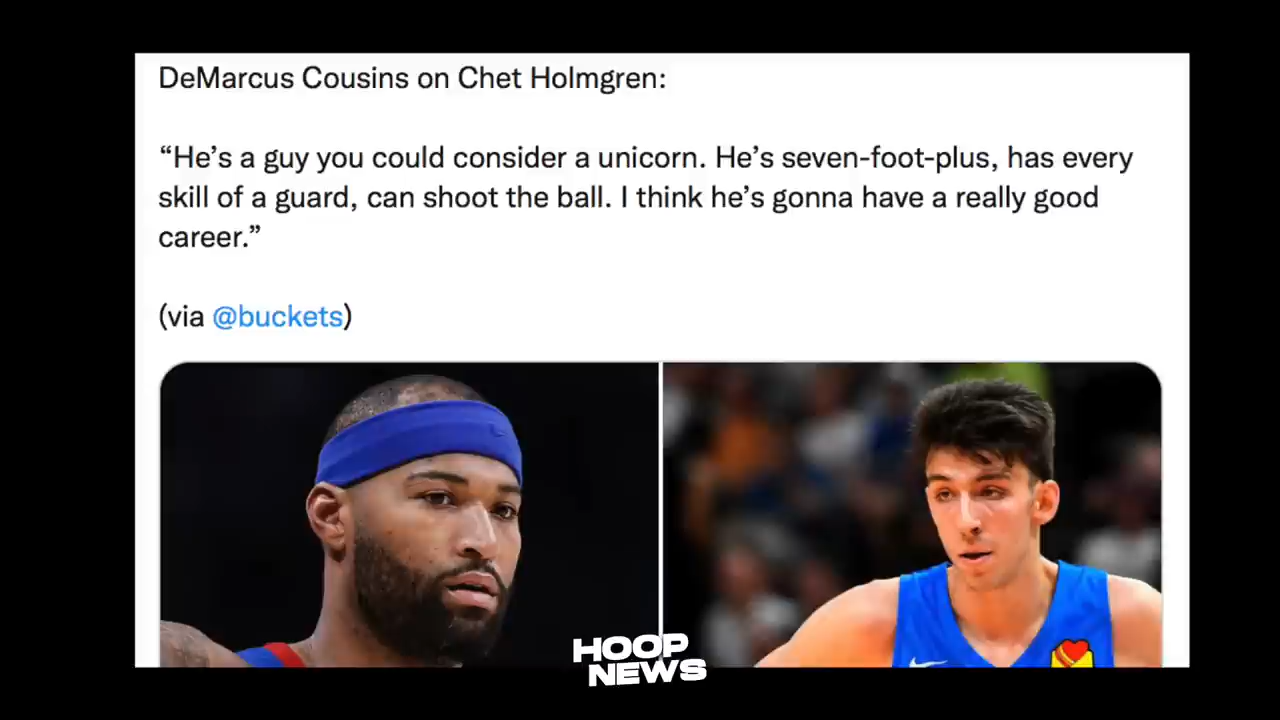 DeMarcus Cousins on Chet Holmgren:
“He’s a guy you could consider a unicorn. He’s seven-foot-plus, has every
skill of a guard, can shoot the ball. I think he’s gonna have a really good
career.”
(via @buckets)
HOOP
NEWS